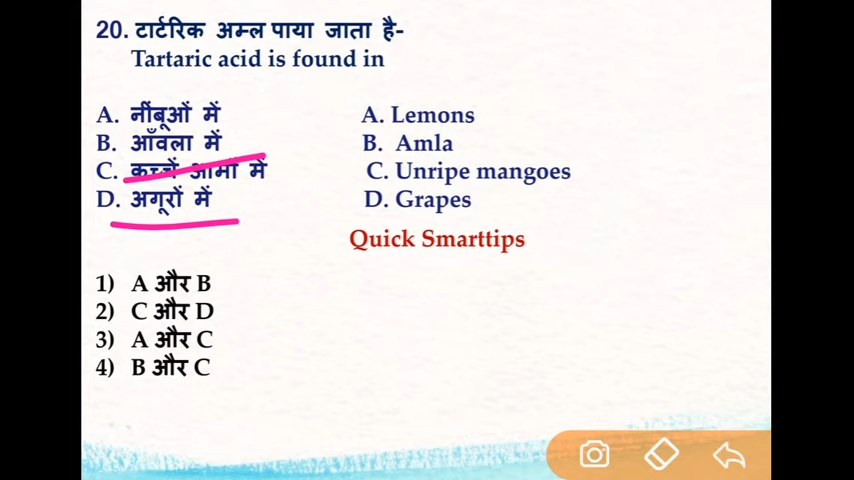 20. टार्टरिक अम्ल पाया जाता है-
Tartaric acid is found in
A. नींबूओं में A. Lemons
B. आँवला में B. Amla
C. कच्चें आमों में C. Unripe mangoes
D. अगूरों में D. Grapes
Quick Smarttips
1) A और B
2) C और D
3) A और C
4) B और C